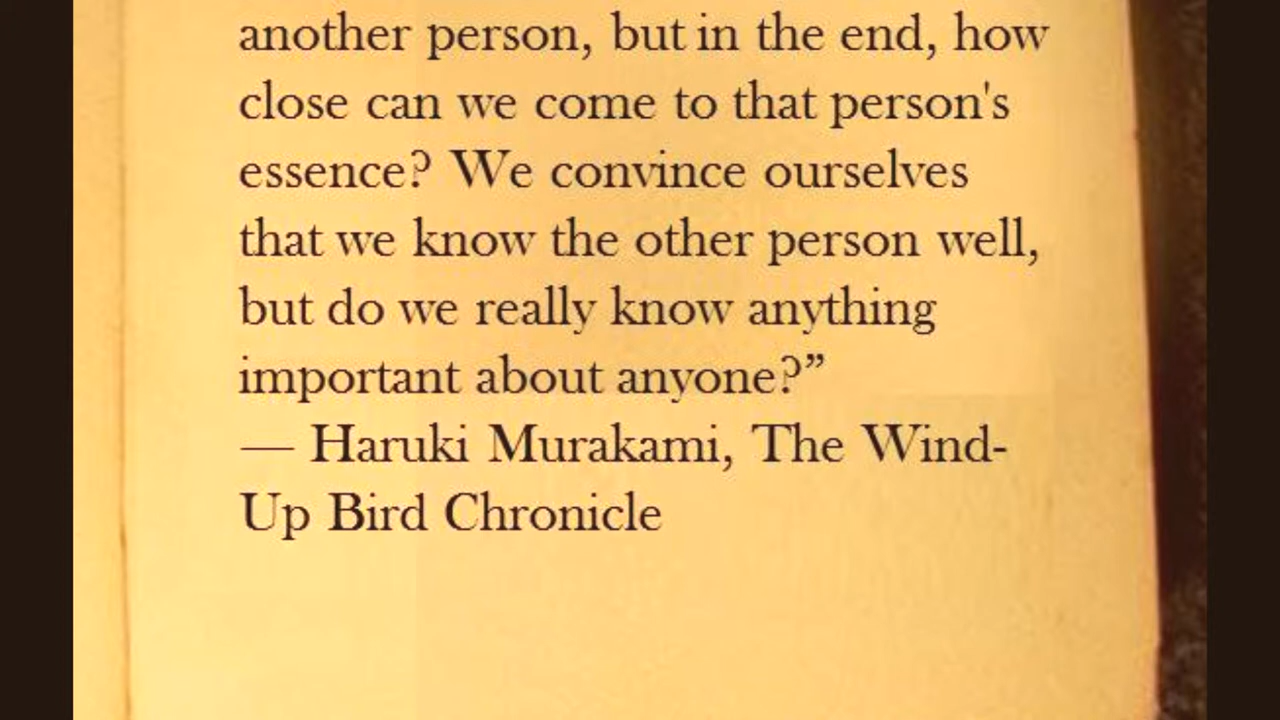 another person, but in the end, how
close can we come to that person's
essence? We convince ourselves
that we know the other person well,
but do we really know anything
important about anyone?”
— Haruki Murakami, The Wind-
Up Bird Chronicle